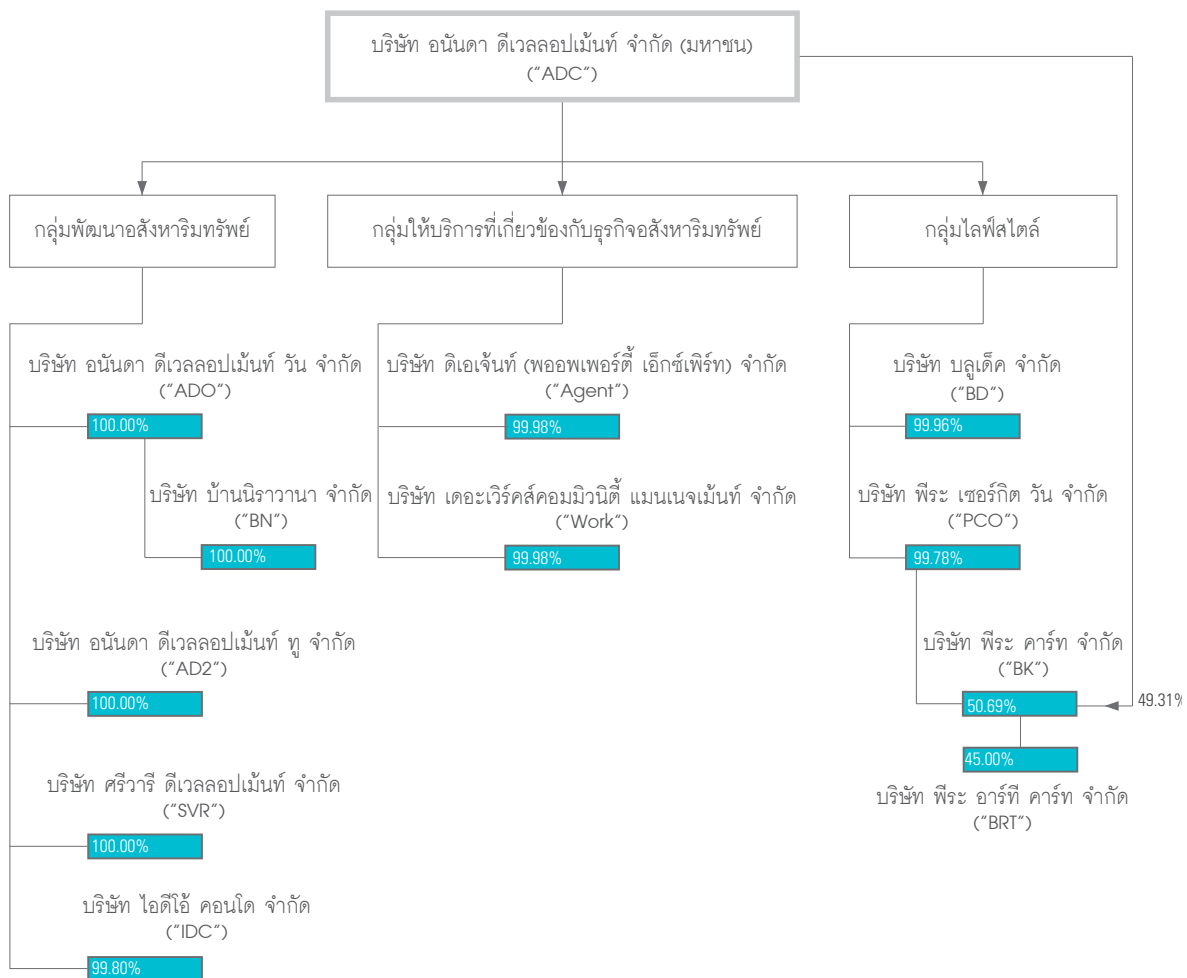 บริษัท อนันดา ดีเวลลอปเม้นท์ จำกัด (มหาชน)
("ADC")
กลุ่มพัฒนาอสังหาริมทรัพย์
กลุ่มให้บริการที่เกี่ยวข้องกับธุรกิจอสังหาริมทรัพย์
กลุ่มไลฟ์สไตล์
บริษัท อนันดา ดีเวลลอปเม้นท์ วัน จำกัด
("ADO")
100.00%
บริษัท บ้านนิราวานา จำกัด
("BN")
100.00%
บริษัท อนันดา ดีเวลลอปเม้นท์ ทู จำกัด
("AD2")
100.00%
บริษัท ศรีวารี ดีเวลลอปเม้นท์ จำกัด
("SVR")
100.00%
บริษัท ไอดีโอ้ คอนโด จำกัด
("IDC")
99.80%
บริษัท ดิเอเจ้นท์ (พออพเพอร์ตี้ เอ็กซ์เพิร์ท) จำกัด
("Agent")
99.98%
บริษัท เดอะเวิร์คส์คอมมิวนิตี้ แมนเนจเม้นท์ จำกัด
("Work")
99.98%
บริษัท บลูเด็ค จำกัด
("BD")
99.96%
บริษัท พีระ เซอร์กิต วัน จำกัด
("PCO")
99.78%
บริษัท พีระ คาร์ท จำกัด
("BK")
50.69%
49.31%
45.00%
บริษัท พีระ อาร์ที คาร์ท จำกัด
("BRT")